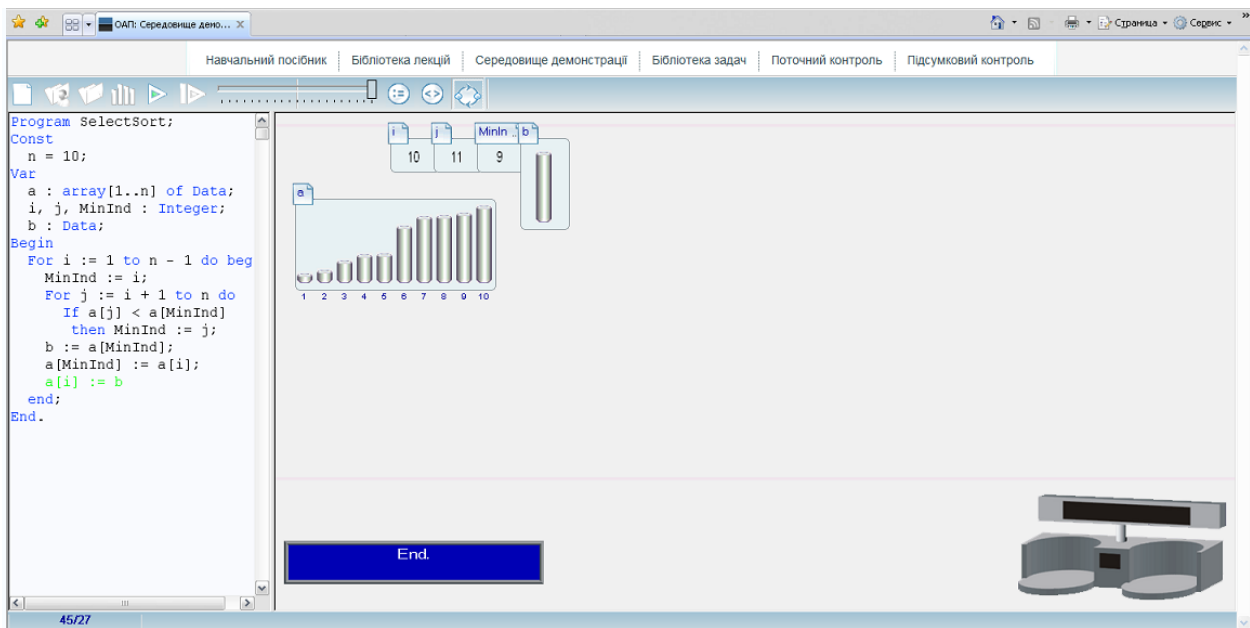 ОАП: Середовище демо... X
Страница
Сервис
»
Навчальний посібник
Бібліотека лекцій
Середовище демонстрації
Бібліотека задач
Поточний контроль
Підсумковий контроль
Program SelectSort;
Const
n = 10;
Var
a : array[1..n] of Data;
i, j, MinInd : Integer;
b : Data;
Begin
For i := 1 to n - 1 do beg
MinInd := i;
For j := i + 1 to n do
If a[j] < a[MinInd]
then MinInd := j;
b := a[MinInd];
a[MinInd] := a[i];
a[i] := b
end;
End.
i
j
MinIn ..
b
10
11
9
a
1 2 3 4 5 6 7 8 9 10
End.
45/27